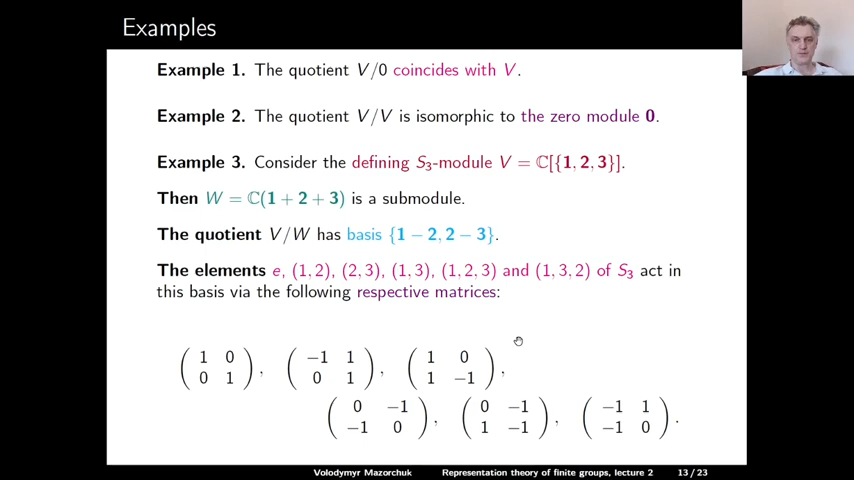 Examples
Example 1. The quotient V/0 coincides with V.
Example 2. The quotient V/V is isomorphic to the zero module 0.
Example 3. Consider the defining S₃-module V = ℂ[{1, 2, 3}].
Then W = ℂ(1 + 2 + 3) is a submodule.
The quotient V/W has basis {1 − 2, 2 − 3}.
The elements e, (1, 2), (2, 3), (1, 3), (1, 2, 3) and (1, 3, 2) of S₃ act in
this basis via the following respective matrices:
( 1 0 ; 0 1 ), ( −1 1 ; 0 1 ), ( 1 0 ; 1 −1 ),
( 0 −1 ; −1 0 ), ( 0 −1 ; 1 −1 ), ( −1 1 ; −1 0 ).
Volodymyr Mazorchuk Representation theory of finite groups, lecture 2 13 / 23